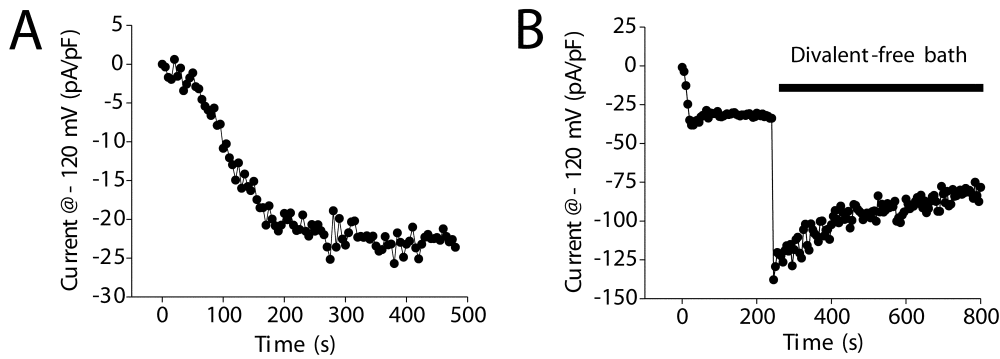 A
5
0
-5
-10
-15
-20
-25
-30
Current @ - 120 mV (pA/pF)
0 100 200 300 400 500
Time (s)
B
25
0
-25
-50
-75
-100
-125
-150
Current @ - 120 mV (pA/pF)
Divalent-free bath
0 200 400 600 800
Time (s)